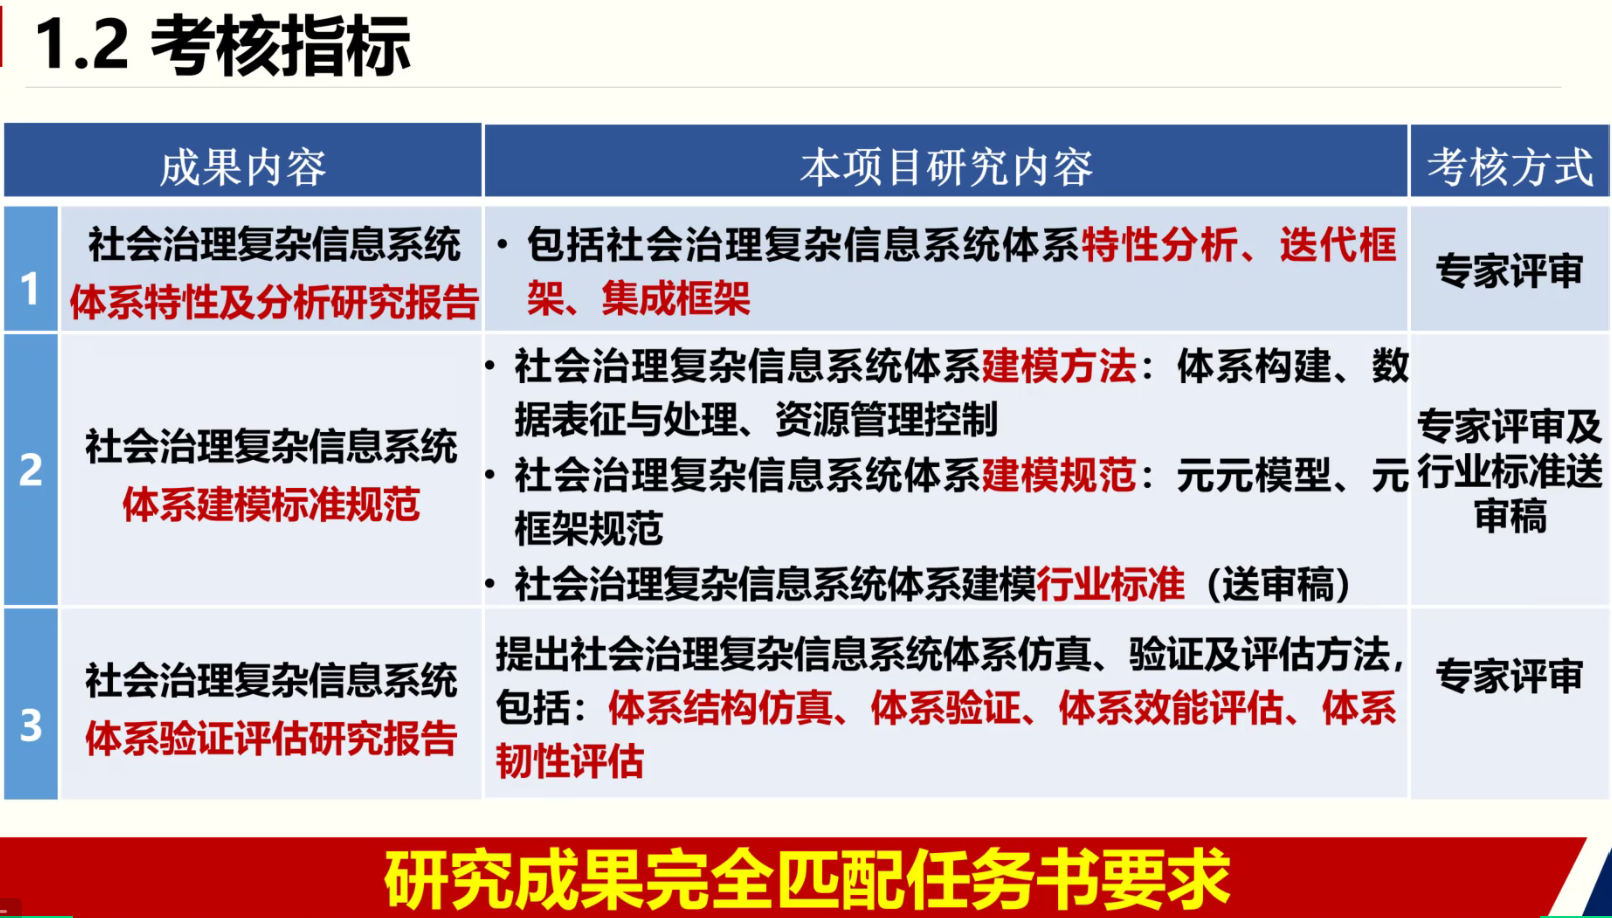 1.2 考核指标
成果内容
本项目研究内容
考核方式
1
社会治理复杂信息系统
体系特性及分析研究报告
• 包括社会治理复杂信息系统体系特性分析、迭代框
架、集成框架
专家评审
2
社会治理复杂信息系统
体系建模标准规范
• 社会治理复杂信息系统体系建模方法：体系构建、数
据表征与处理、资源管理控制
• 社会治理复杂信息系统体系建模规范：元元模型、元
框架规范
• 社会治理复杂信息系统体系建模行业标准（送审稿）
专家评审及
行业标准送
审稿
3
社会治理复杂信息系统
体系验证评估研究报告
提出社会治理复杂信息系统体系仿真、验证及评估方法，
包括：体系结构仿真、体系验证、体系效能评估、体系
韧性评估
专家评审
研究成果完全匹配任务书要求